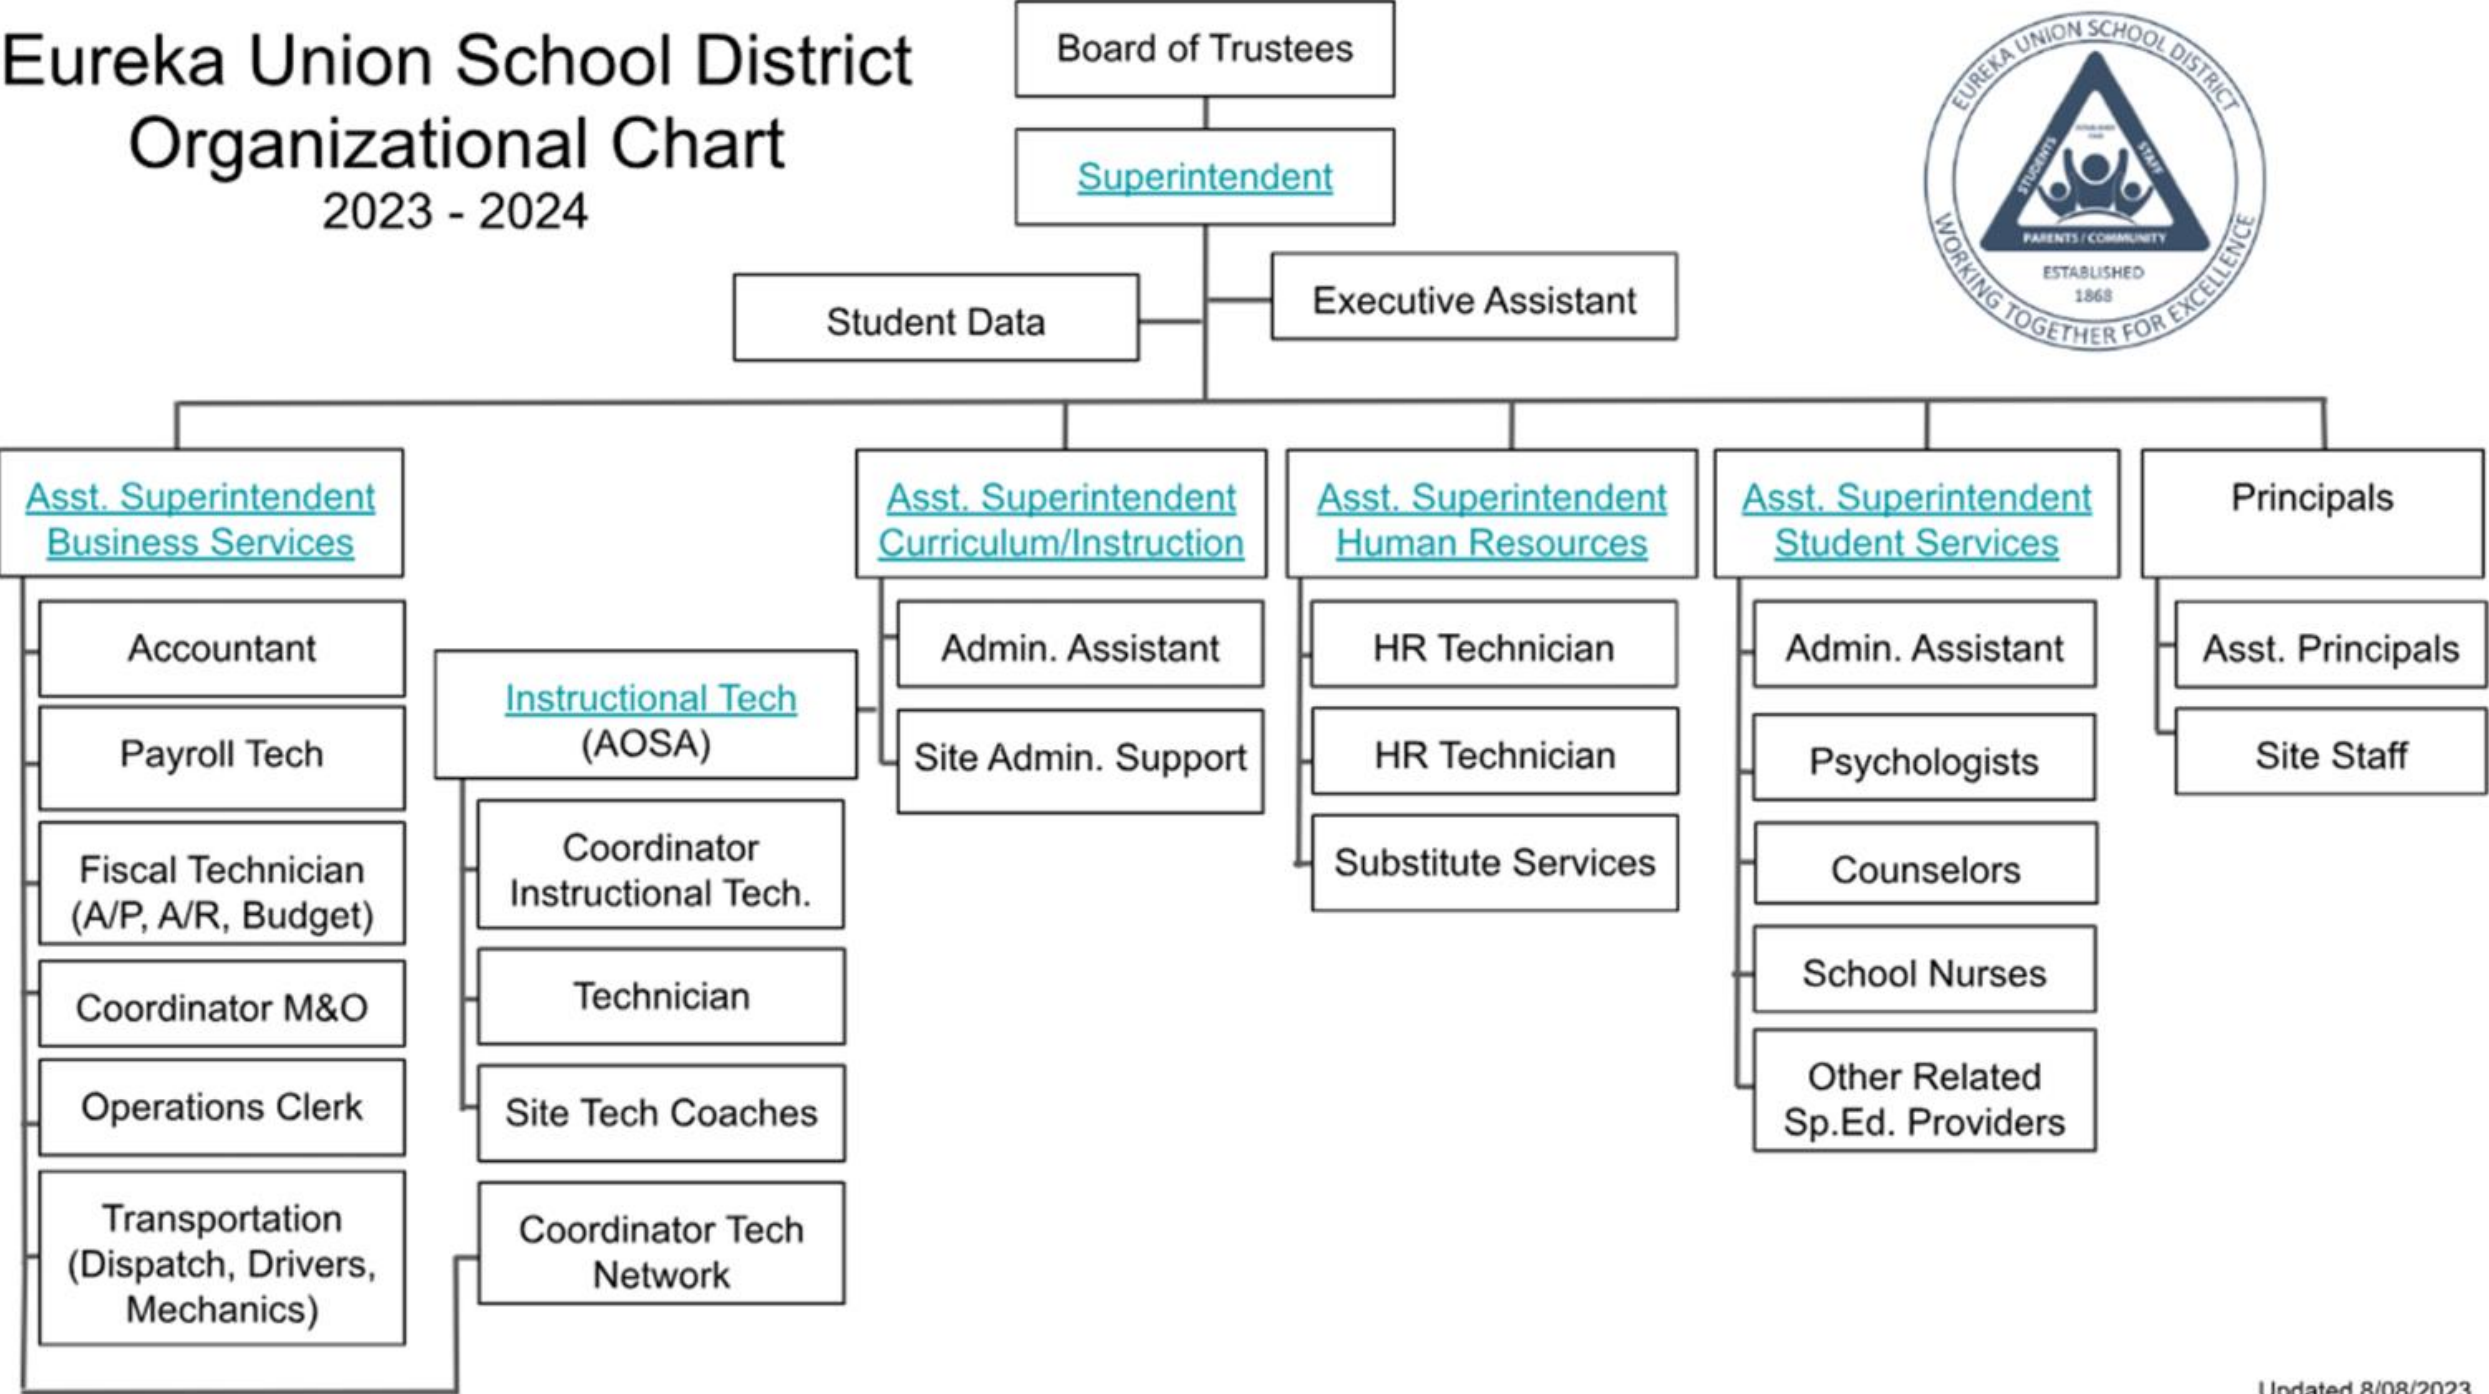 Eureka Union School District
Organizational Chart
2023 - 2024
Board of Trustees
Superintendent
EUREKA UNION SCHOOL DISTRICT
STUDENTS
STAFF
PARENTS / COMMUNITY
ESTABLISHED
1868
WORKING TOGETHER FOR EXCELLENCE
Student Data
Executive Assistant
Asst. Superintendent
Business Services
Accountant
Payroll Tech
Fiscal Technician
(A/P, A/R, Budget)
Coordinator M&O
Operations Clerk
Transportation
(Dispatch, Drivers,
Mechanics)
Instructional Tech
(AOSA)
Coordinator
Instructional Tech.
Technician
Site Tech Coaches
Coordinator Tech
Network
Asst. Superintendent
Curriculum/Instruction
Admin. Assistant
Site Admin. Support
Asst. Superintendent
Human Resources
HR Technician
HR Technician
Substitute Services
Asst. Superintendent
Student Services
Admin. Assistant
Psychologists
Counselors
School Nurses
Other Related
Sp.Ed. Providers
Principals
Asst. Principals
Site Staff
Updated 8/08/2023